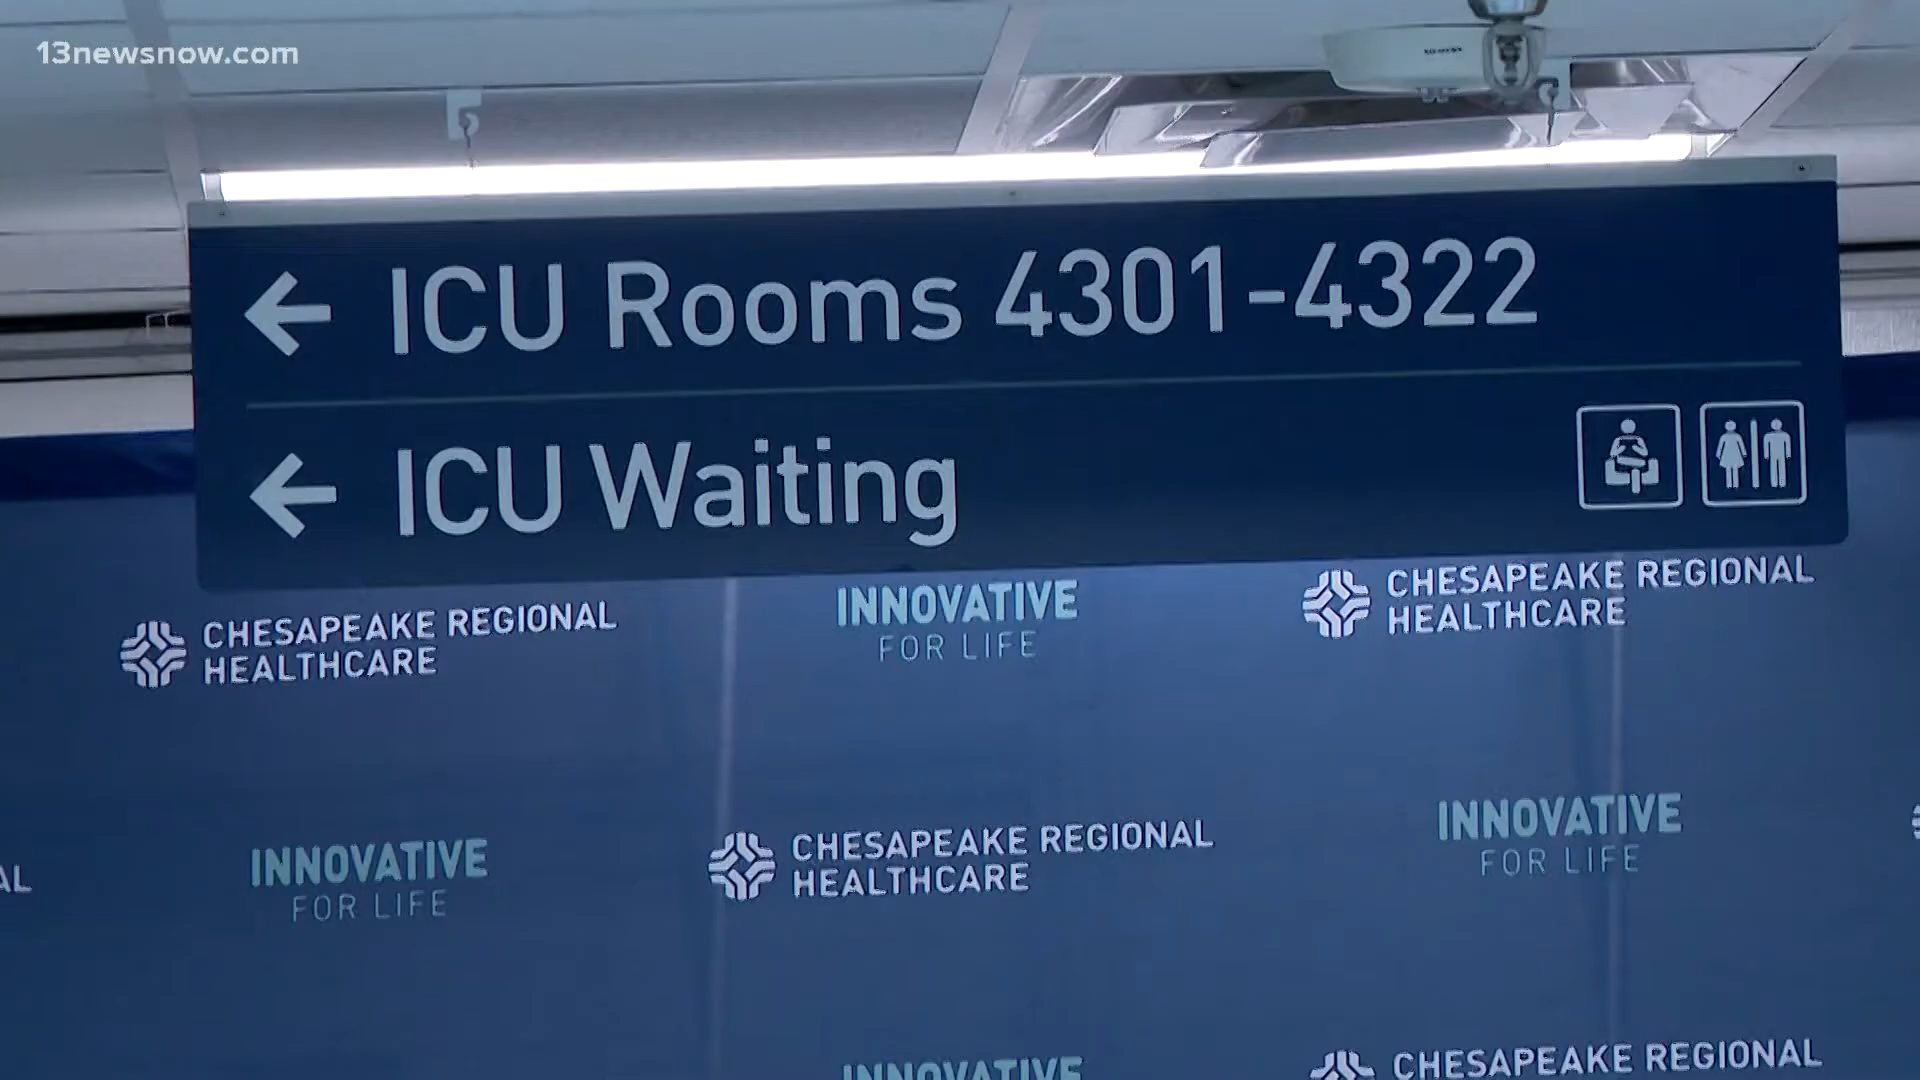 13newsnow.com
← ICU Rooms 4301-4322
← ICU Waiting
CHESAPEAKE REGIONAL
HEALTHCARE
INNOVATIVE
FOR LIFE
CHESAPEAKE REGIONAL
HEALTHCARE
INNOVATIVE
FOR LIFE
CHESAPEAKE REGIONAL
HEALTHCARE
INNOVATIVE
FOR LIFE
AL
INNOVATIVE
CHESAPEAKE REGIONAL